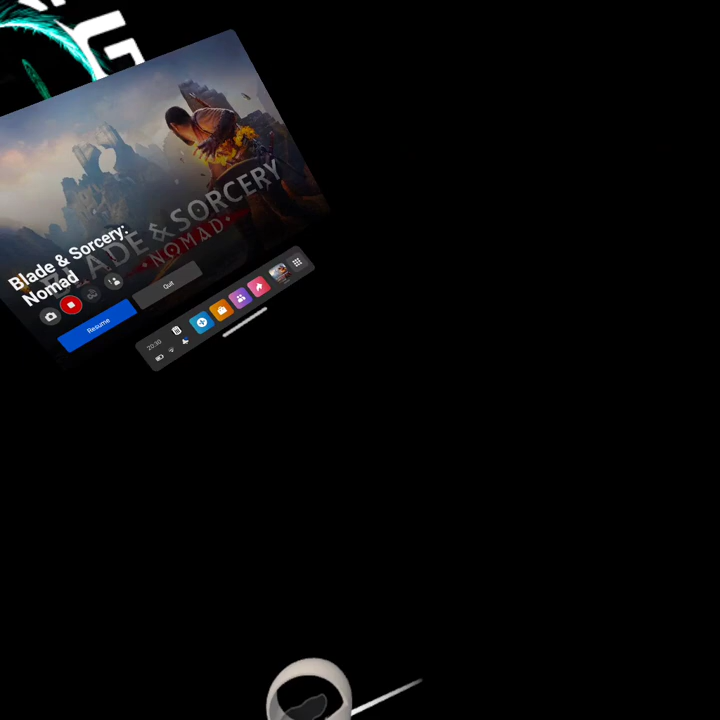 G
BLADE & SORCERY
NOMAD
Blade & Sorcery:
Nomad
Resume
Quit
20:30